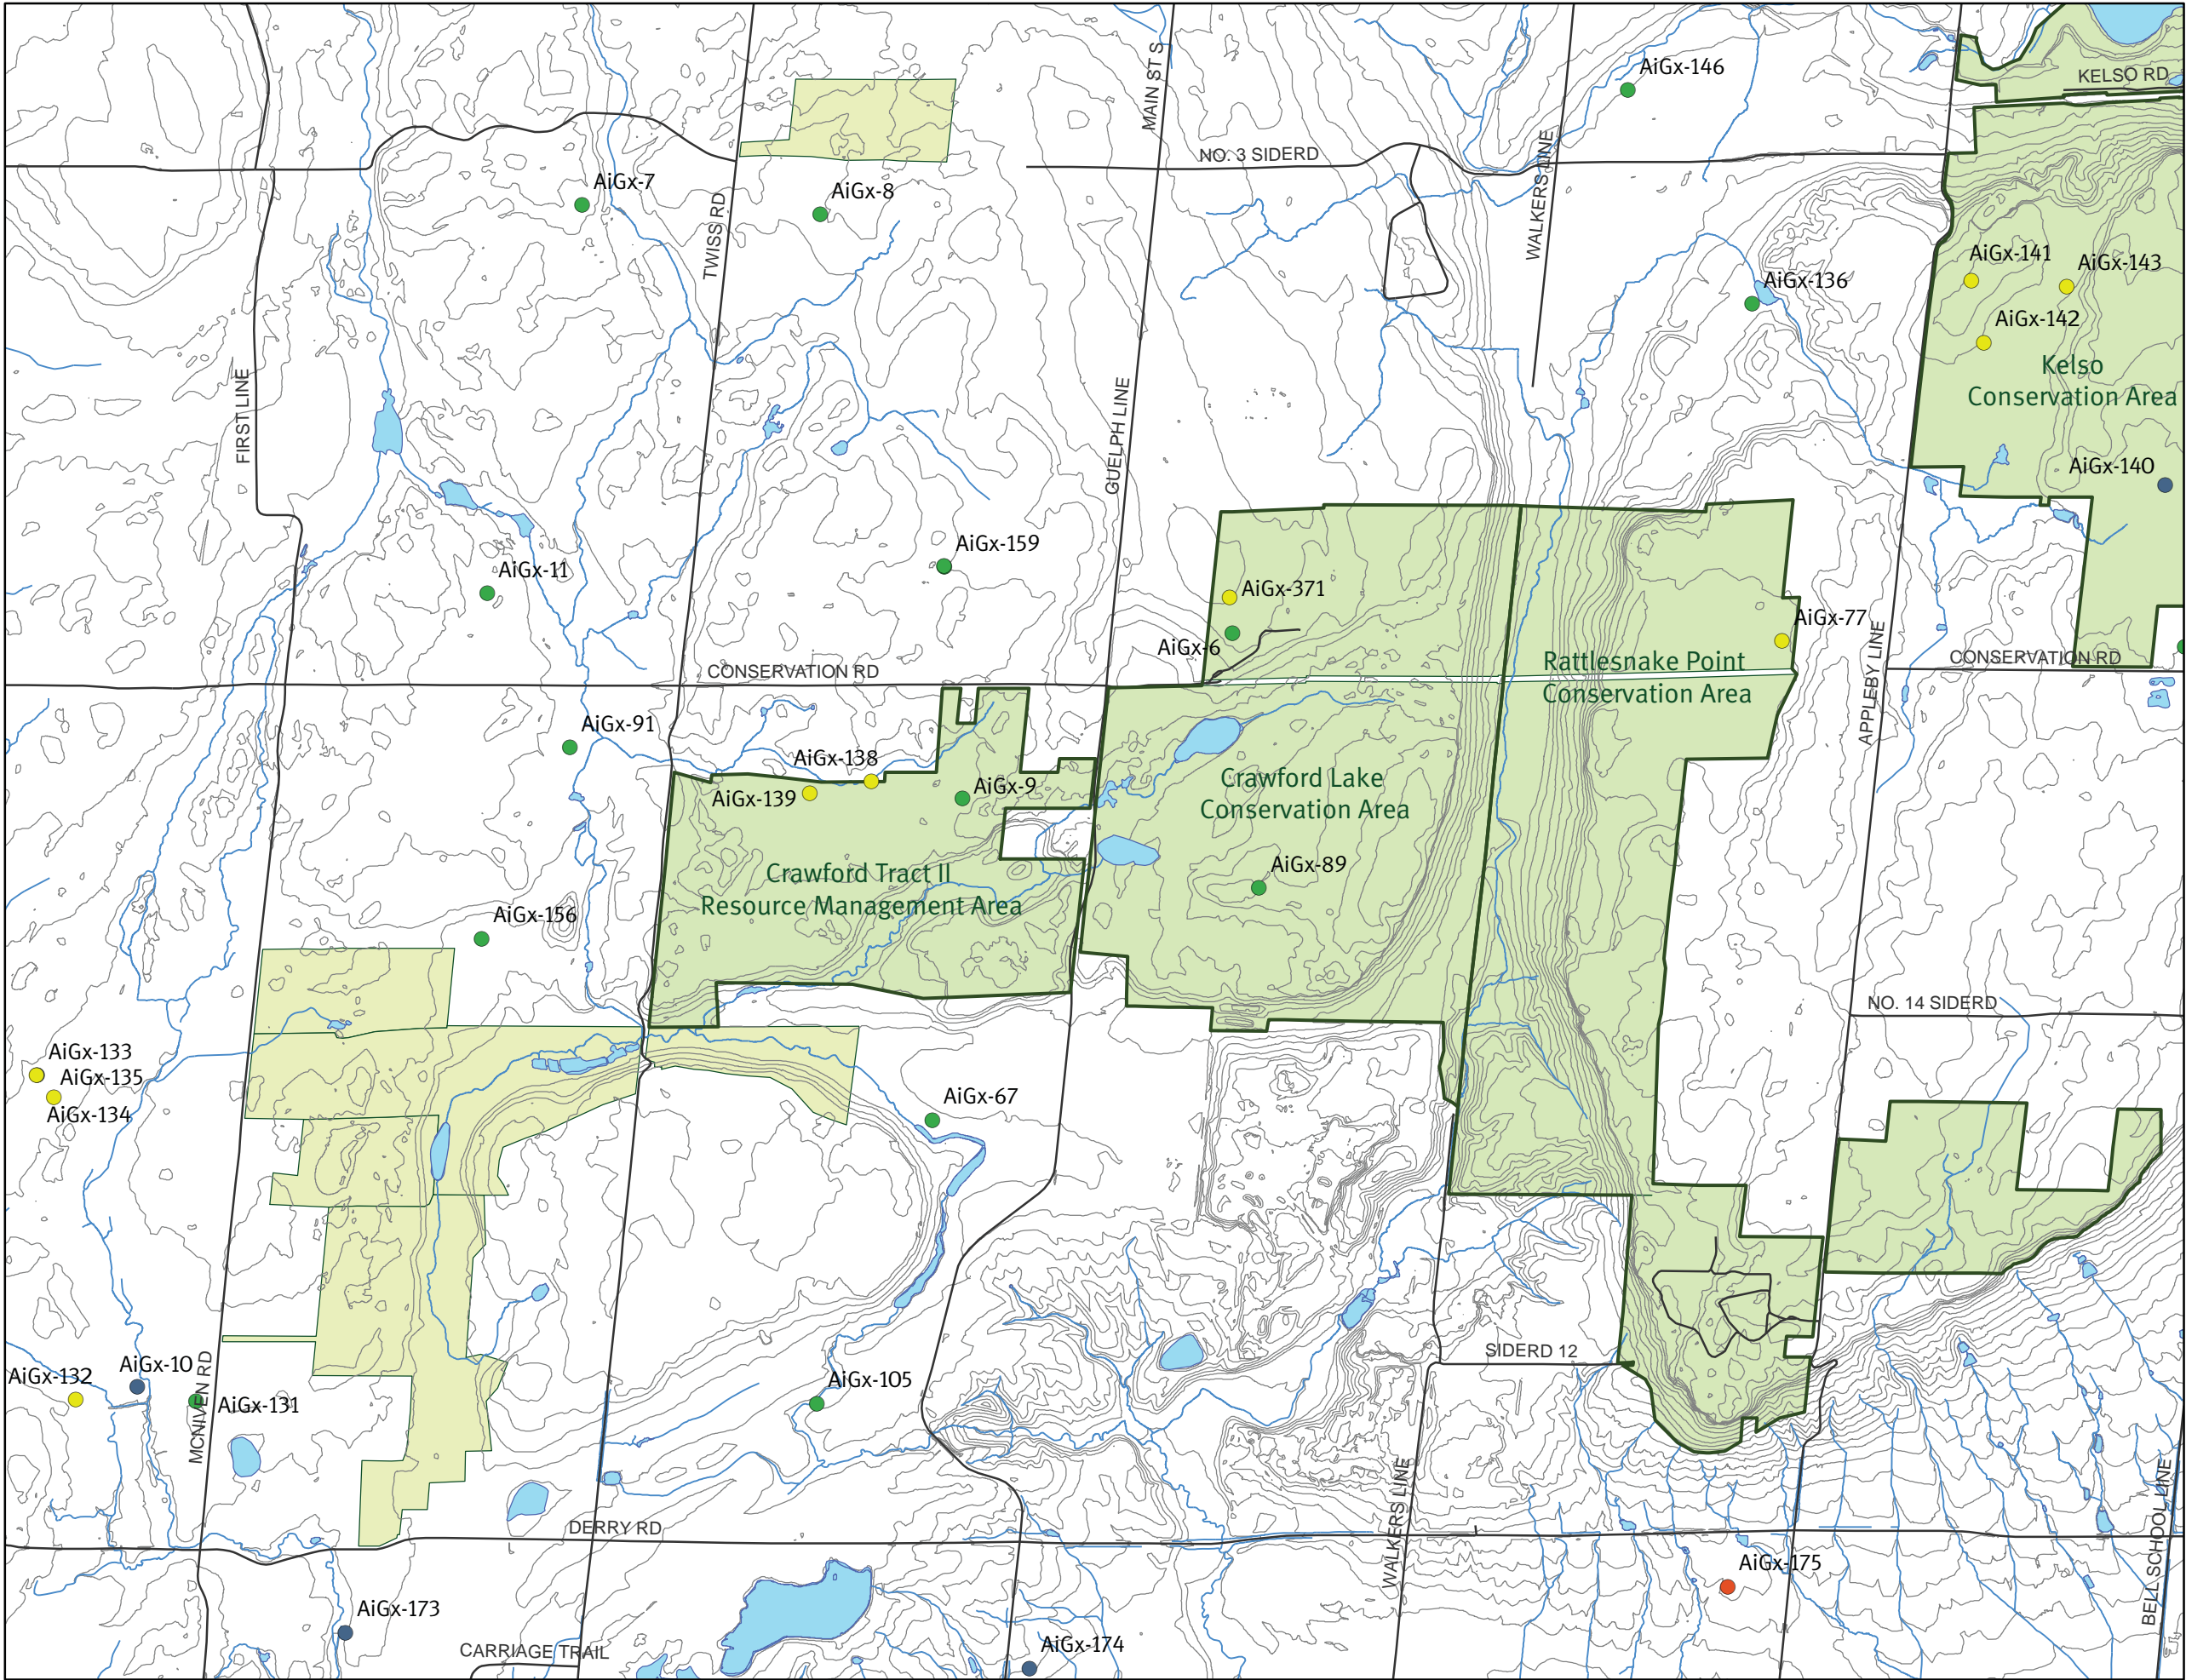 KELSO RD
MAIN ST S
AiGx-146
NO. 3 SIDERD
WALKERS LINE
AiGx-7
AiGx-8
TWISS RD
AiGx-141
AiGx-143
AiGx-136
AiGx-142
Kelso
Conservation Area
FIRST LINE
GUELPH LINE
AiGx-140
AiGx-159
AiGx-11
AiGx-371
AiGx-77
AiGx-6
CONSERVATION RD
Rattlesnake Point
Conservation Area
APPLEBY LINE
CONSERVATION RD
AiGx-91
AiGx-138
AiGx-139
AiGx-9
Crawford Lake
Conservation Area
AiGx-89
Crawford Tract II
Resource Management Area
AiGx-156
NO. 14 SIDERD
AiGx-133
AiGx-135
AiGx-134
AiGx-67
SIDERD 12
AiGx-132
AiGx-10
AiGx-131
MCNIVEN RD
AiGx-105
WALKERS LINE
BELL SCHOOL LINE
DERRY RD
AiGx-175
AiGx-173
CARRIAGE TRAIL
AiGx-174